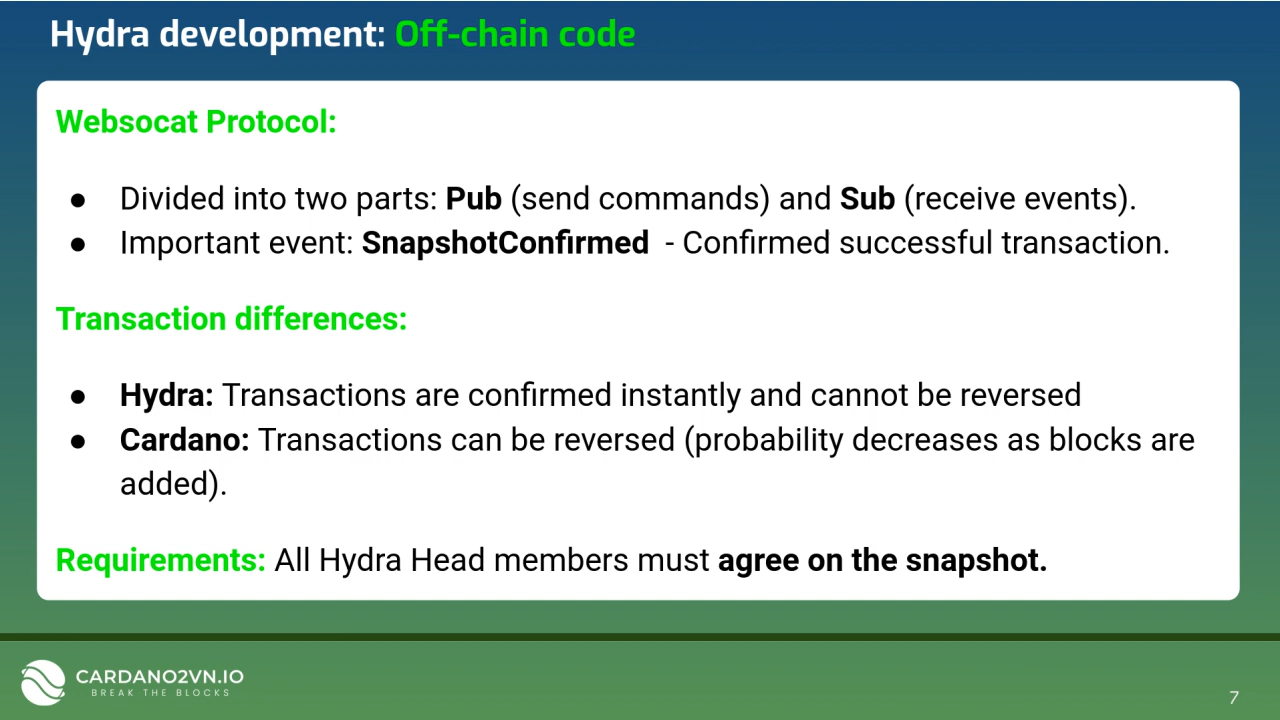 Hydra development: Off-chain code
Websocat Protocol:
● Divided into two parts: Pub (send commands) and Sub (receive events).
● Important event: SnapshotConfirmed - Confirmed successful transaction.
Transaction differences:
● Hydra: Transactions are confirmed instantly and cannot be reversed
● Cardano: Transactions can be reversed (probability decreases as blocks are
added).
Requirements: All Hydra Head members must agree on the snapshot.
CARDANO2VN.IO
BREAK THE BLOCKS
7